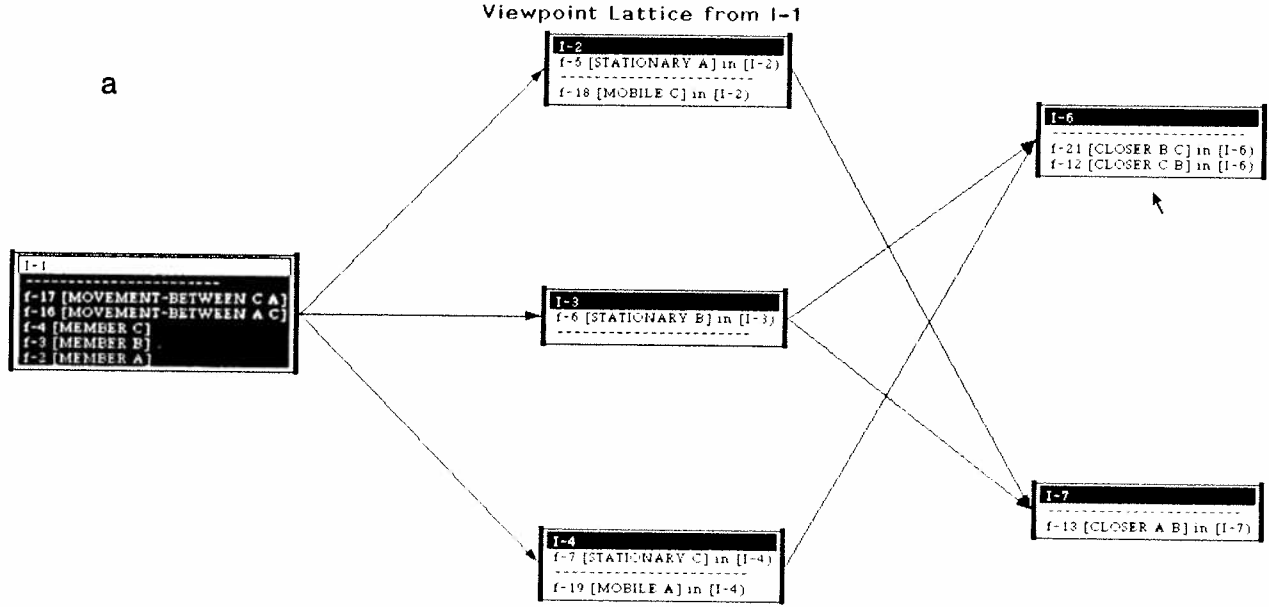 Viewpoint Lattice from I-1
a
I-2
f-5 [STATIONARY A] in [I-2)
f-18 [MOBILE C] in [I-2)
I-6
f-21 [CLOSER B C] in [I-6)
f-12 [CLOSER C B] in [I-6)
I-1
f-17 [MOVEMENT-BETWEEN C A]
f-16 [MOVEMENT-BETWEEN A C]
f-4 [MEMBER C]
f-3 [MEMBER B]
f-2 [MEMBER A]
I-3
f-6 [STATIONARY B] in [I-3)
I-7
f-13 [CLOSER A B] in [I-7)
I-4
f-7 [STATIONARY C] in [I-4)
f-19 [MOBILE A] in [I-4)